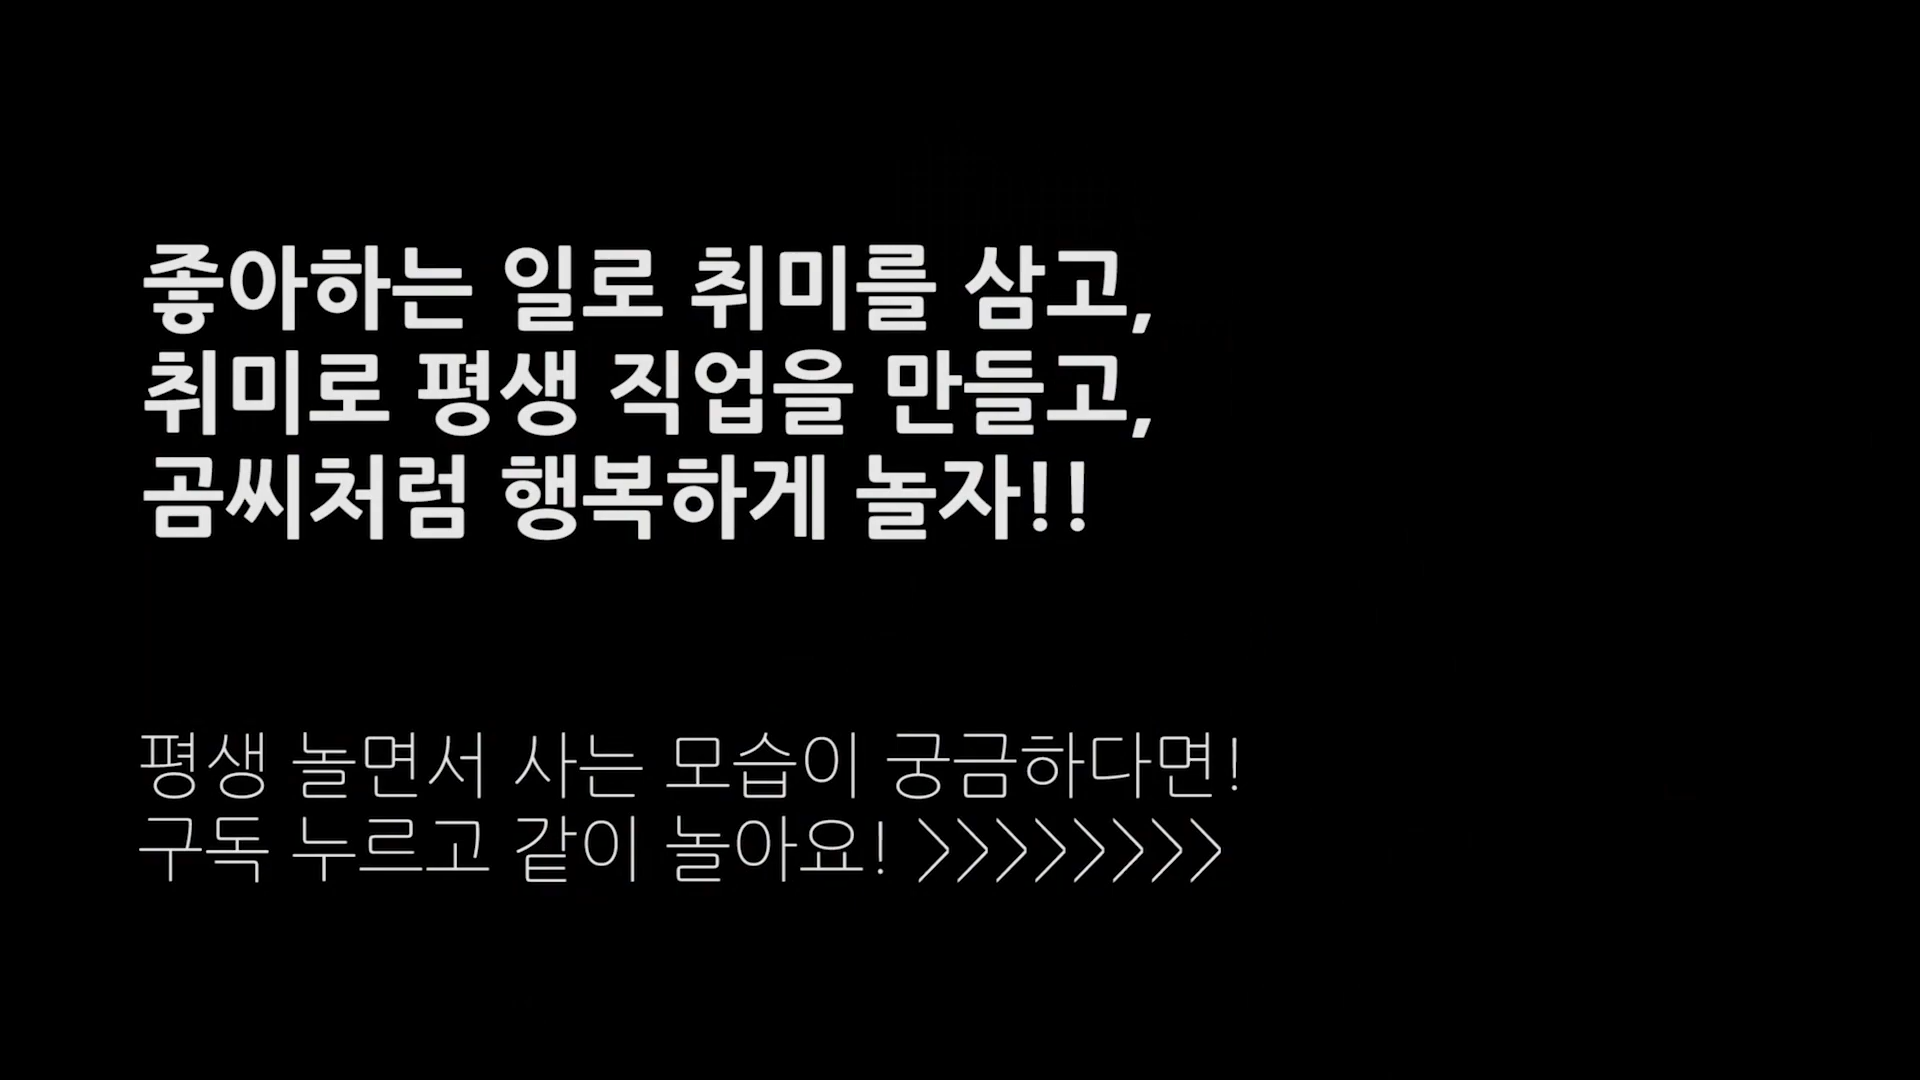 좋아하는 일로 취미를 삼고,
취미로 평생 직업을 만들고,
곰씨처럼 행복하게 놀자!!
평생 놀면서 사는 모습이 궁금하다면!
구독 누르고 같이 놀아요! >>>>>>>>